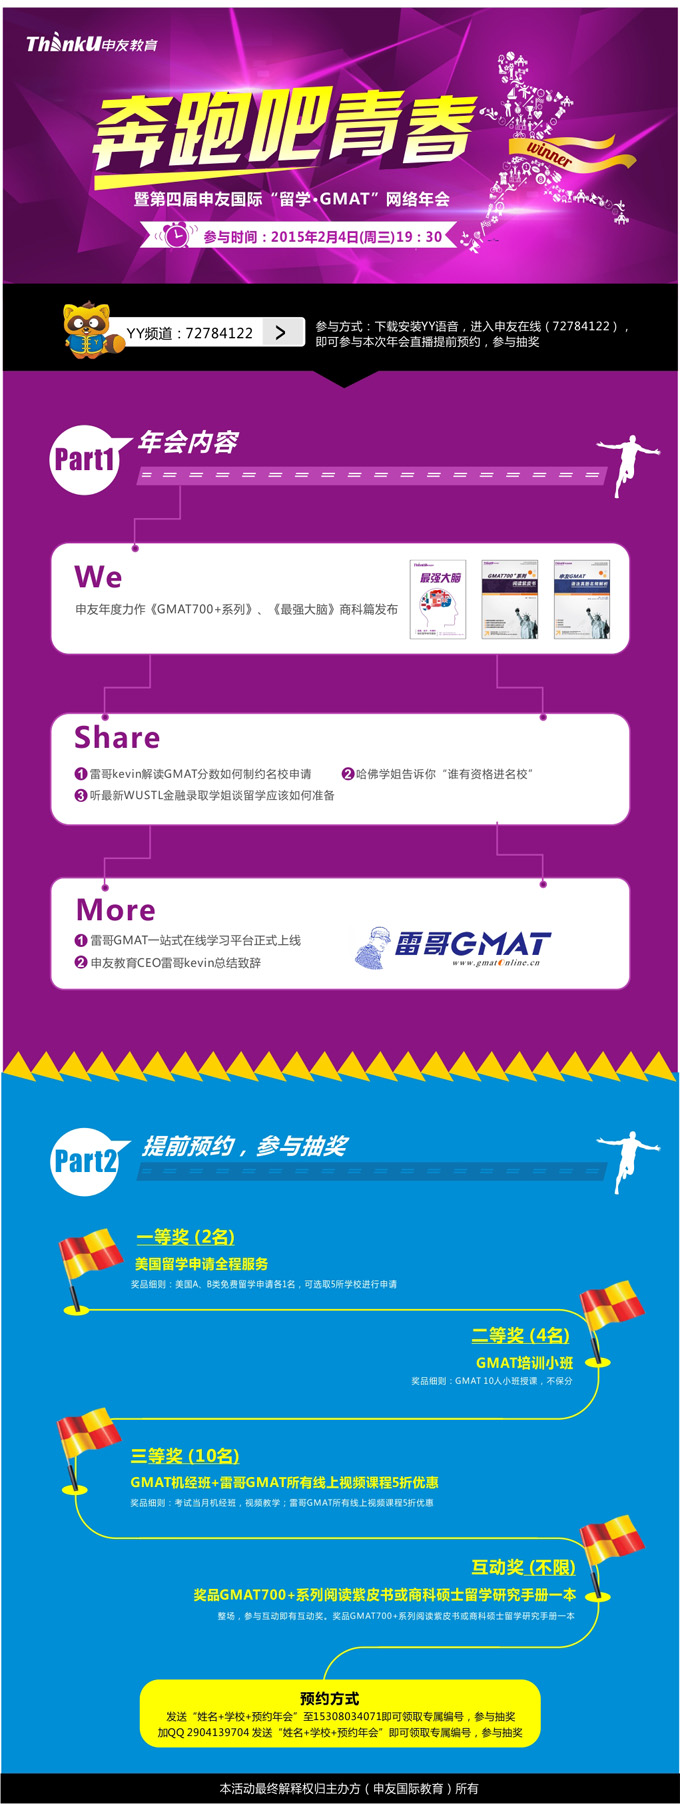 ThinkU申友教育
奔跑吧青春
winner
暨第四届申友国际“留学·GMAT”网络年会
参与时间：2015年2月4日(周三)19：30
YY频道：72784122 >
参与方式：下载安装YY语音，进入申友在线（72784122），
即可参与本次年会直播提前预约，参与抽奖
Part1 年会内容
We
申友年度力作《GMAT700+系列》、《最强大脑》商科篇发布
最强大脑
GMAT700+系列
阅读紫皮书
申友GMAT
Share
1 雷哥kevin解读GMAT分数如何制约名校申请
2 哈佛学姐告诉你“谁有资格进名校”
3 听最新WUSTL金融录取学姐谈留学应该如何准备
More
1 雷哥GMAT一站式在线学习平台正式上线
2 申友教育CEO雷哥kevin总结致辞
雷哥GMAT
www.gmatonline.cn
Part2 提前预约，参与抽奖
一等奖 (2名)
美国留学申请全程服务
奖品细则：美国A、B类免费留学申请各1名，可选取5所学校进行申请
二等奖 (4名)
GMAT培训小班
奖品细则：GMAT 10人小班授课，不保分
三等奖 (10名)
GMAT机经班+雷哥GMAT所有线上视频课程5折优惠
奖品细则：考试当月机经班，视频教学；雷哥GMAT所有线上视频课程5折优惠
互动奖 (不限)
奖品GMAT700+系列阅读紫皮书或商科硕士留学研究手册一本
整场，参与互动即有互动奖。奖品GMAT700+系列阅读紫皮书或商科硕士留学研究手册一本
预约方式
发送“姓名+学校+预约年会”至15308034071即可领取专属编号，参与抽奖
加QQ 2904139704 发送“姓名+学校+预约年会”即可领取专属编号，参与抽奖
本活动最终解释权归主办方（申友国际教育）所有